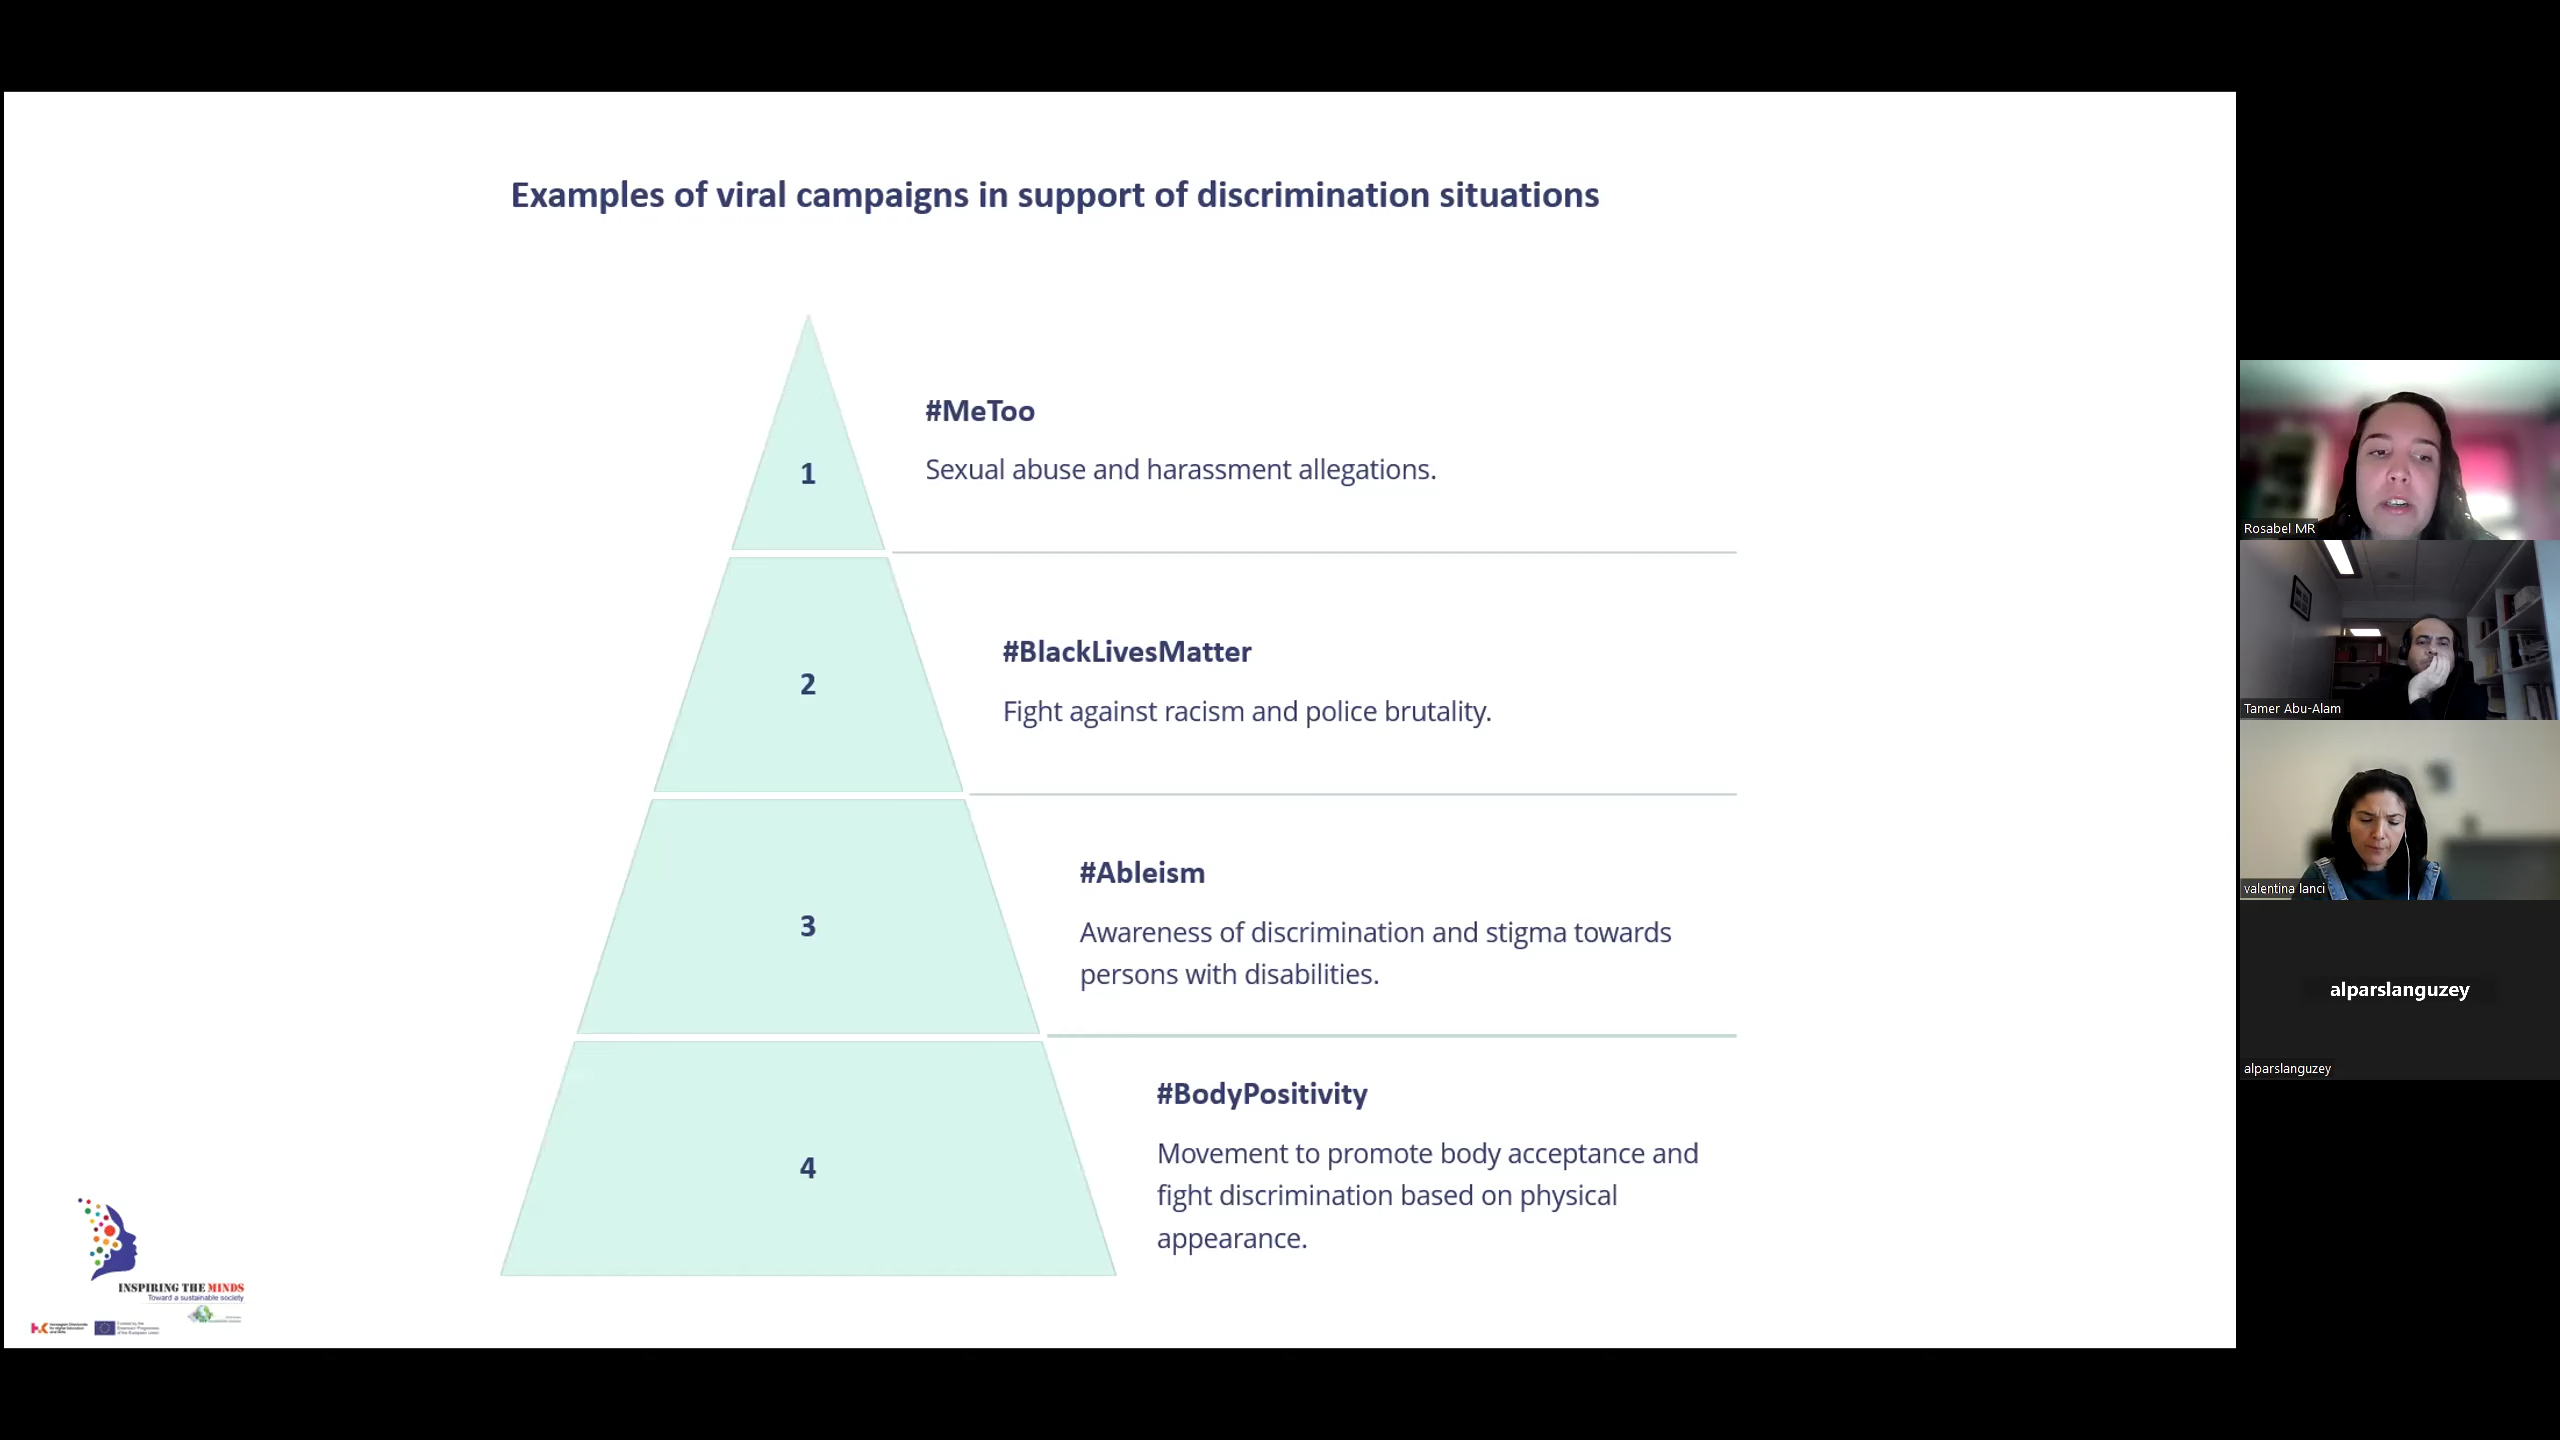 Examples of viral campaigns in support of discrimination situations
1
#MeToo
Sexual abuse and harassment allegations.
2
#BlackLivesMatter
Fight against racism and police brutality.
3
#Ableism
Awareness of discrimination and stigma towards
persons with disabilities.
4
#BodyPositivity
Movement to promote body acceptance and
fight discrimination based on physical
appearance.
INSPIRING THE MINDS
Toward a sustainable society
Rosabel MR
Tamer Abu-Alam
valentina lanci
alparslanguzey
alparslanguzey